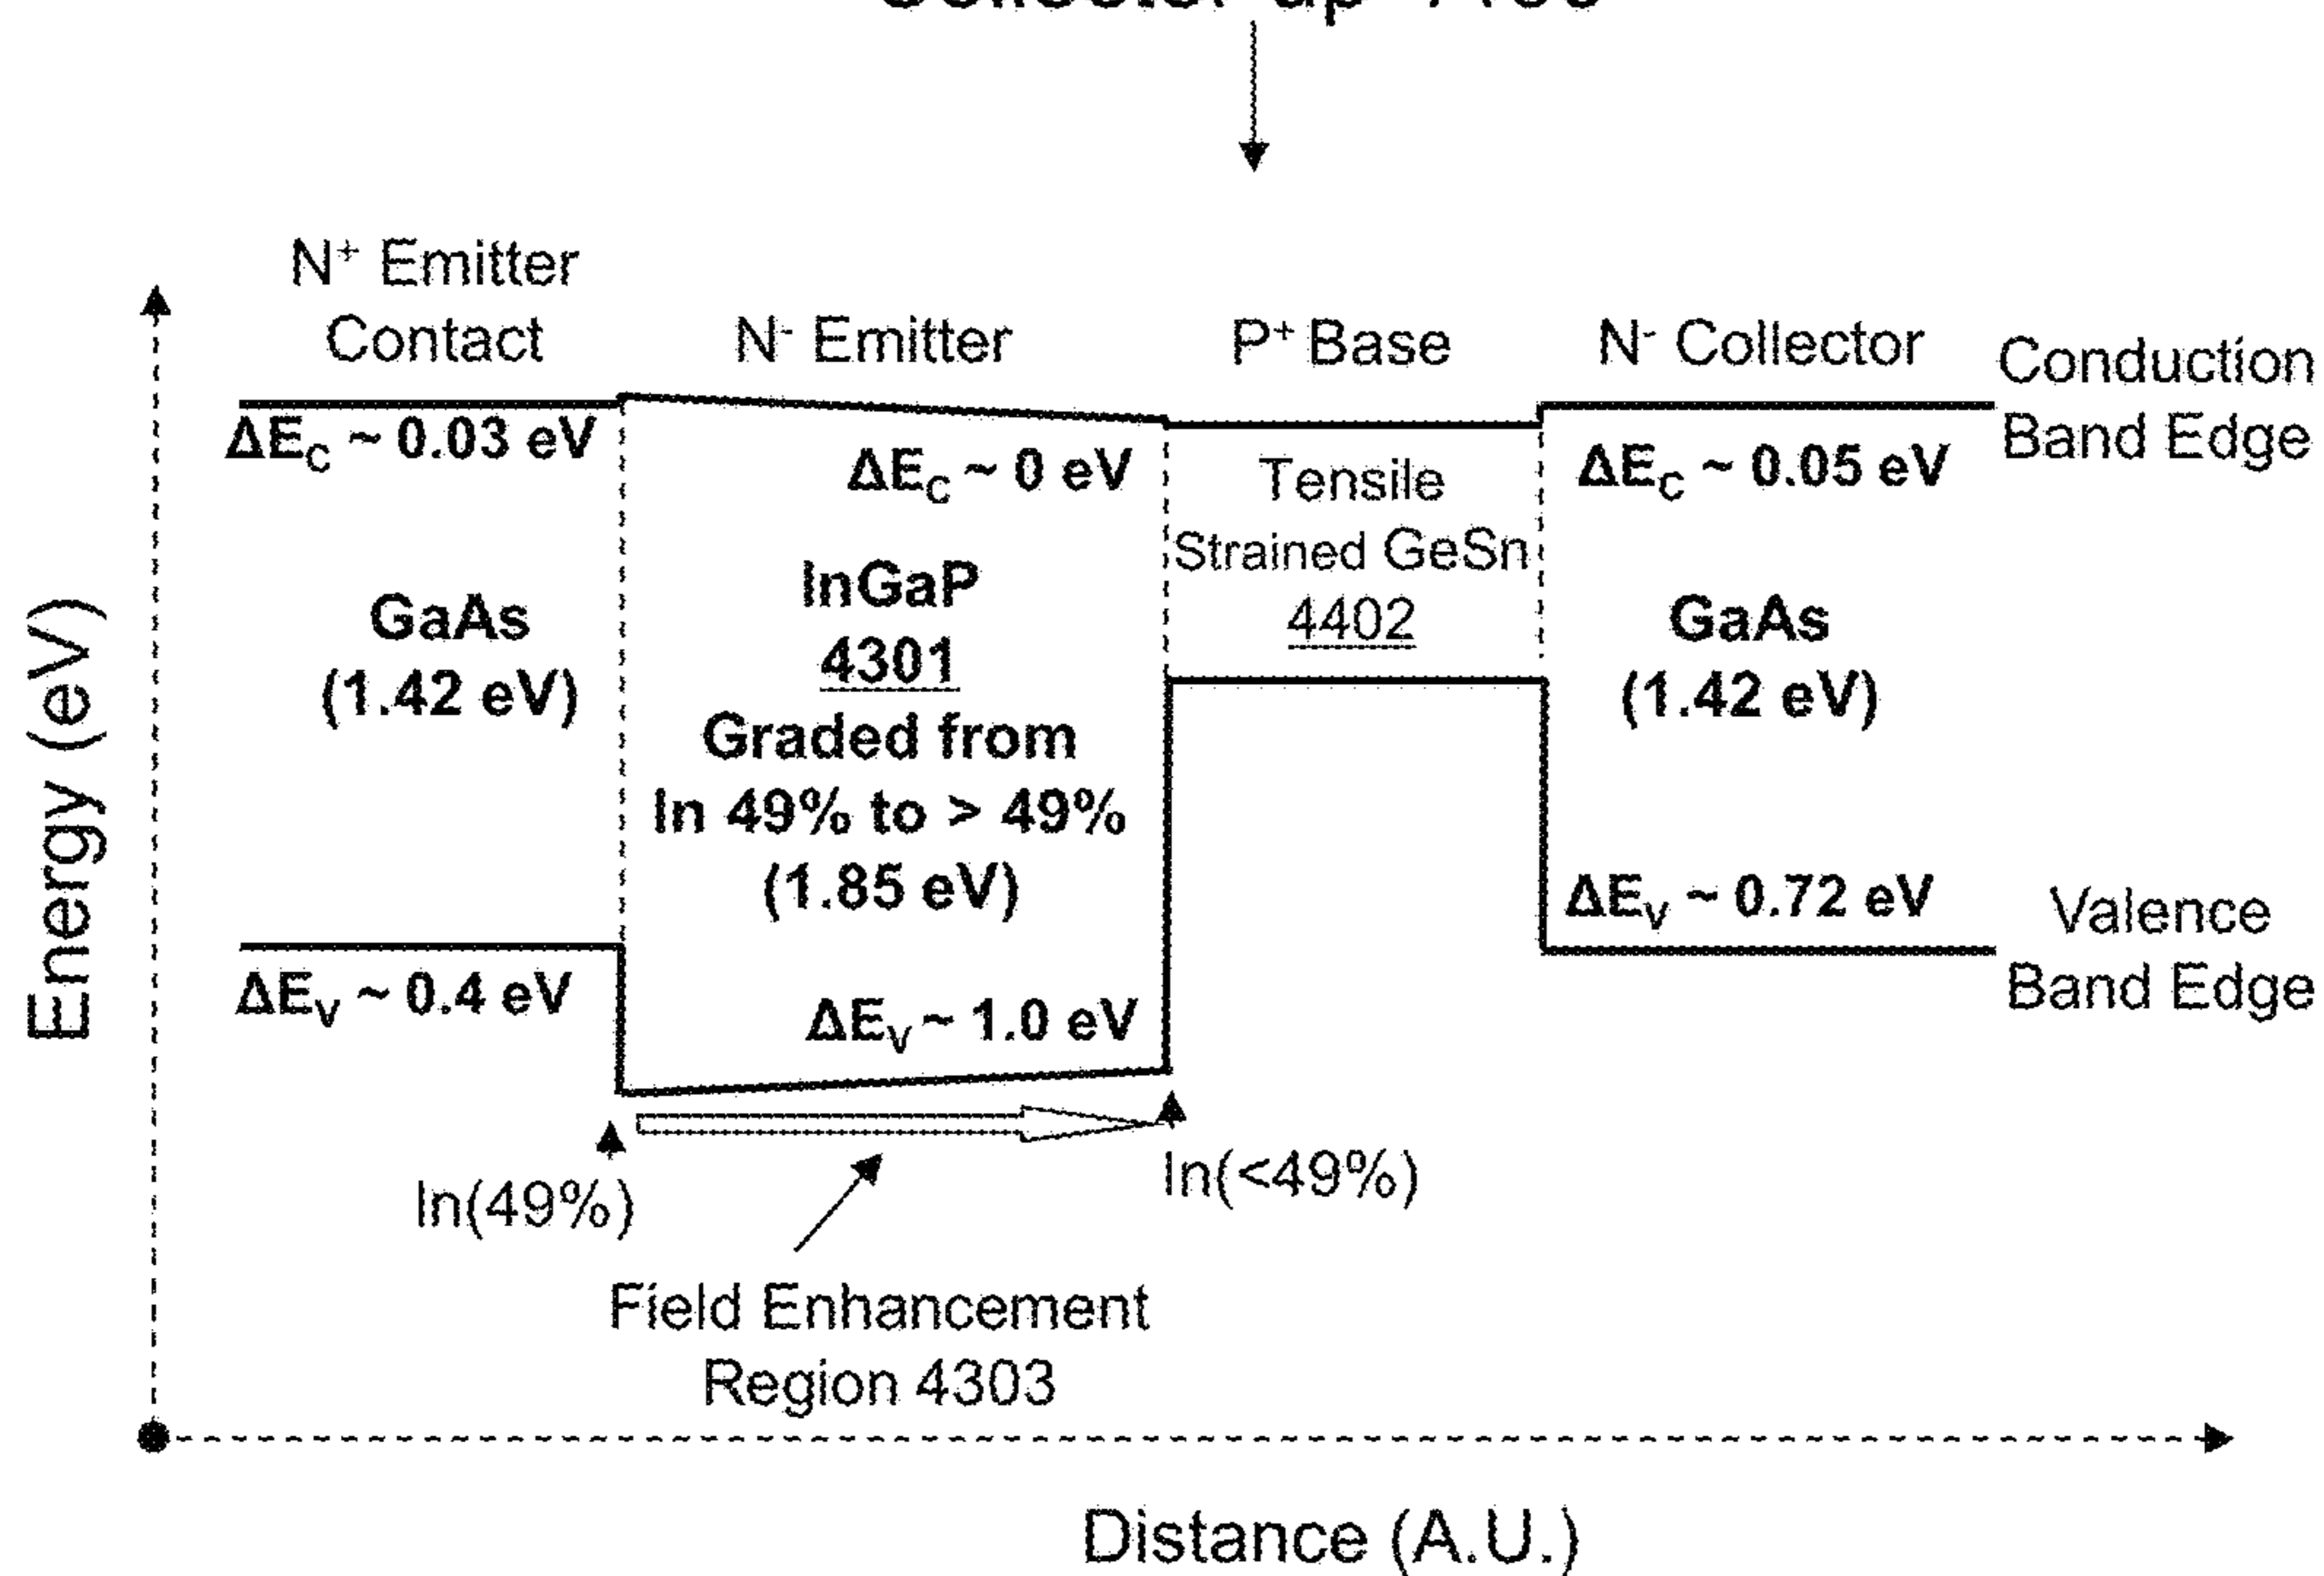 N⁺ Emitter
Contact
N⁻ Emitter
P⁺ Base
N⁻ Collector
Conduction
Band Edge
ΔE_C ~ 0.03 eV
ΔE_C ~ 0 eV
Tensile
Strained GeSn
4402
ΔE_C ~ 0.05 eV
GaAs
(1.42 eV)
InGaP
4301
Graded from
In 49% to > 49%
(1.85 eV)
GaAs
(1.42 eV)
ΔE_V ~ 0.4 eV
ΔE_V ~ 1.0 eV
ΔE_V ~ 0.72 eV
Valence
Band Edge
In(49%)
In(<49%)
Field Enhancement
Region 4303
Energy (eV)
Distance (A.U.)